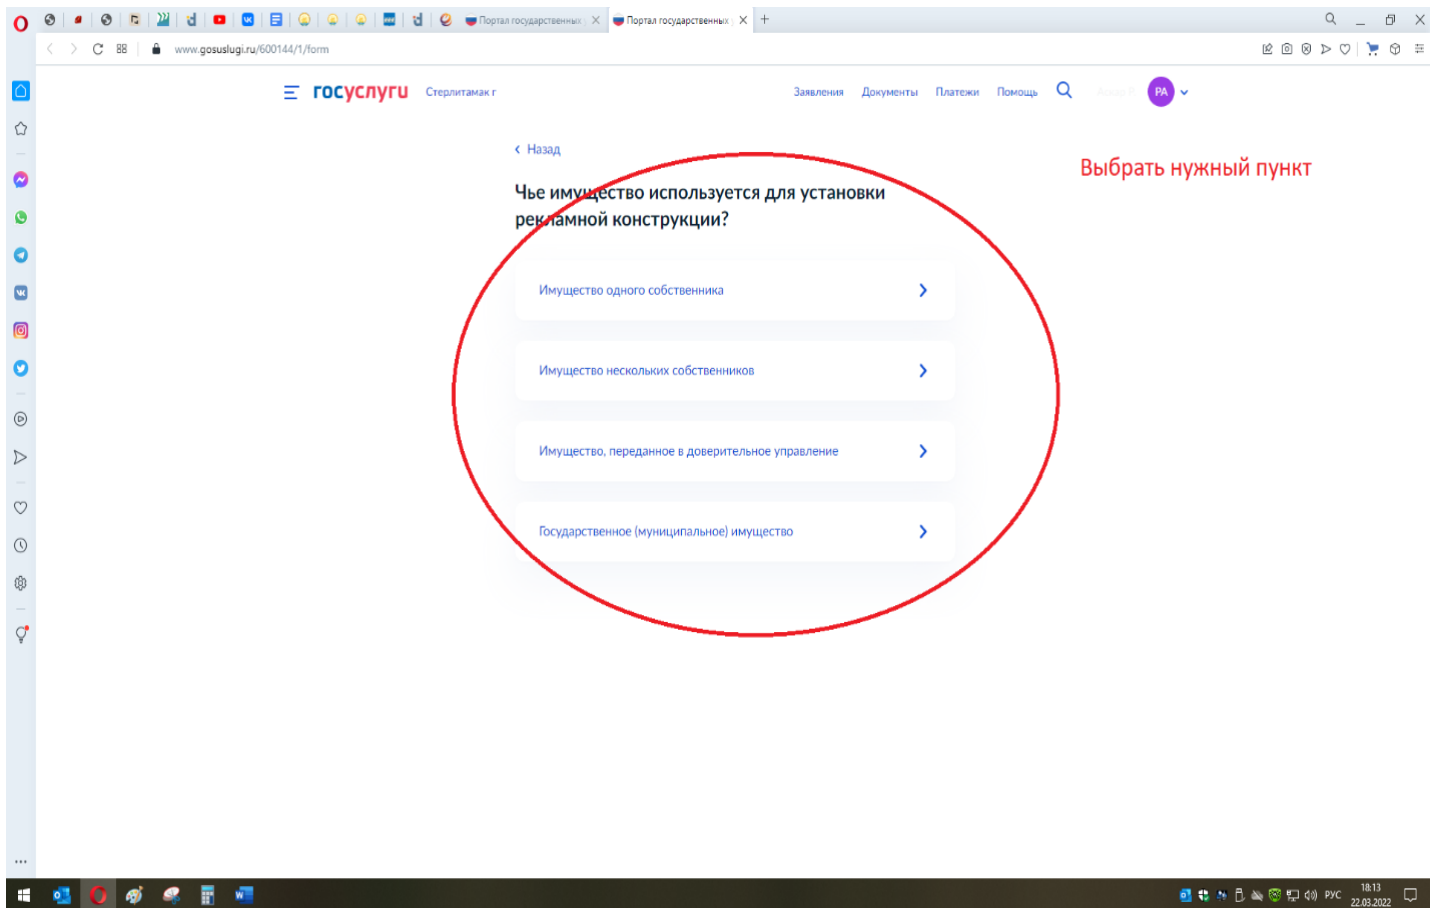 Портал государственных
Портал государственных
www.gosuslugi.ru/600144/1/form
госуслуги
Стерлитамак г
Заявления
Документы
Платежи
Помощь
РА
Назад
Выбрать нужный пункт
Чье имущество используется для установки
рекламной конструкции?
Имущество одного собственника
Имущество нескольких собственников
Имущество, переданное в доверительное управление
Государственное (муниципальное) имущество
РУС
18:13
22.03.2022